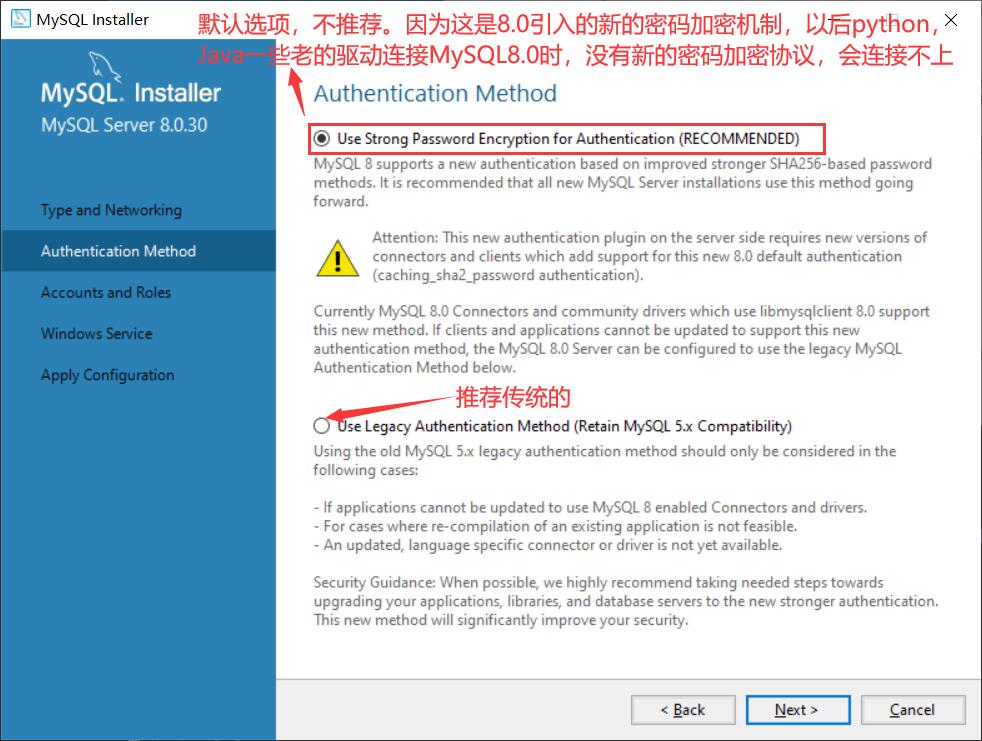 MySQL Installer
默认选项，不推荐。因为这是8.0引入的新的密码加密机制，以后python，
Java一些老的驱动连接MySQL8.0时，没有新的密码加密协议，会连接不上
MySQL. Installer
MySQL Server 8.0.30
Type and Networking
Authentication Method
Accounts and Roles
Windows Service
Apply Configuration
Authentication Method
Use Strong Password Encryption for Authentication (RECOMMENDED)
MySQL 8 supports a new authentication based on improved stronger SHA256-based password
methods. It is recommended that all new MySQL Server installations use this method going
forward.
Attention: This new authentication plugin on the server side requires new versions of
connectors and clients which add support for this new 8.0 default authentication
(caching_sha2_password authentication).
Currently MySQL 8.0 Connectors and community drivers which use libmysqlclient 8.0 support
this new method. If clients and applications cannot be updated to support this new
authentication method, the MySQL 8.0 Server can be configured to use the legacy MySQL
Authentication Method below.
推荐传统的
Use Legacy Authentication Method (Retain MySQL 5.x Compatibility)
Using the old MySQL 5.x legacy authentication method should only be considered in the
following cases:
- If applications cannot be updated to use MySQL 8 enabled Connectors and drivers.
- For cases where re-compilation of an existing application is not feasible.
- An updated, language specific connector or driver is not yet available.
Security Guidance: When possible, we highly recommend taking needed steps towards
upgrading your applications, libraries, and database servers to the new stronger authentication.
This new method will significantly improve your security.
< Back
Next >
Cancel